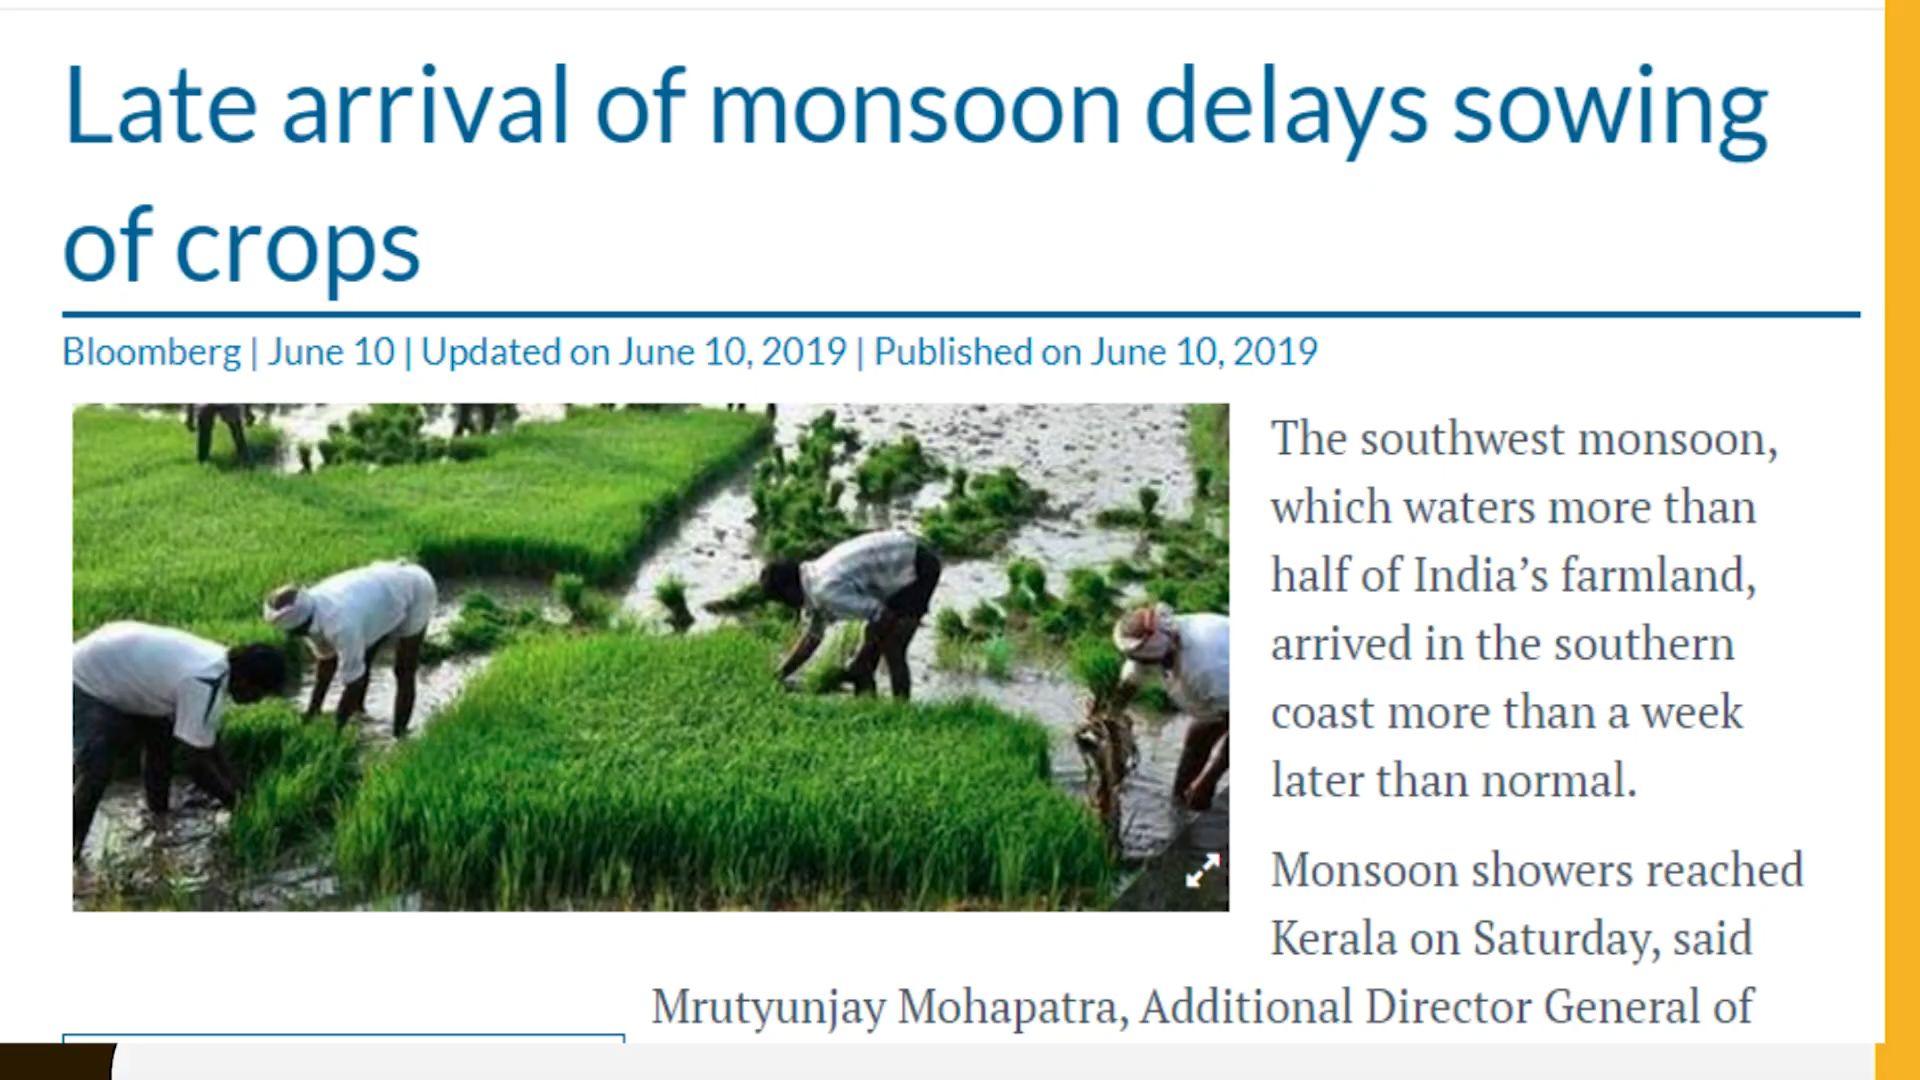 Late arrival of monsoon delays sowing
of crops
Bloomberg | June 10 | Updated on June 10, 2019 | Published on June 10, 2019
The southwest monsoon,
which waters more than
half of India’s farmland,
arrived in the southern
coast more than a week
later than normal.
Monsoon showers reached
Kerala on Saturday, said
Mrutyunjay Mohapatra, Additional Director General of